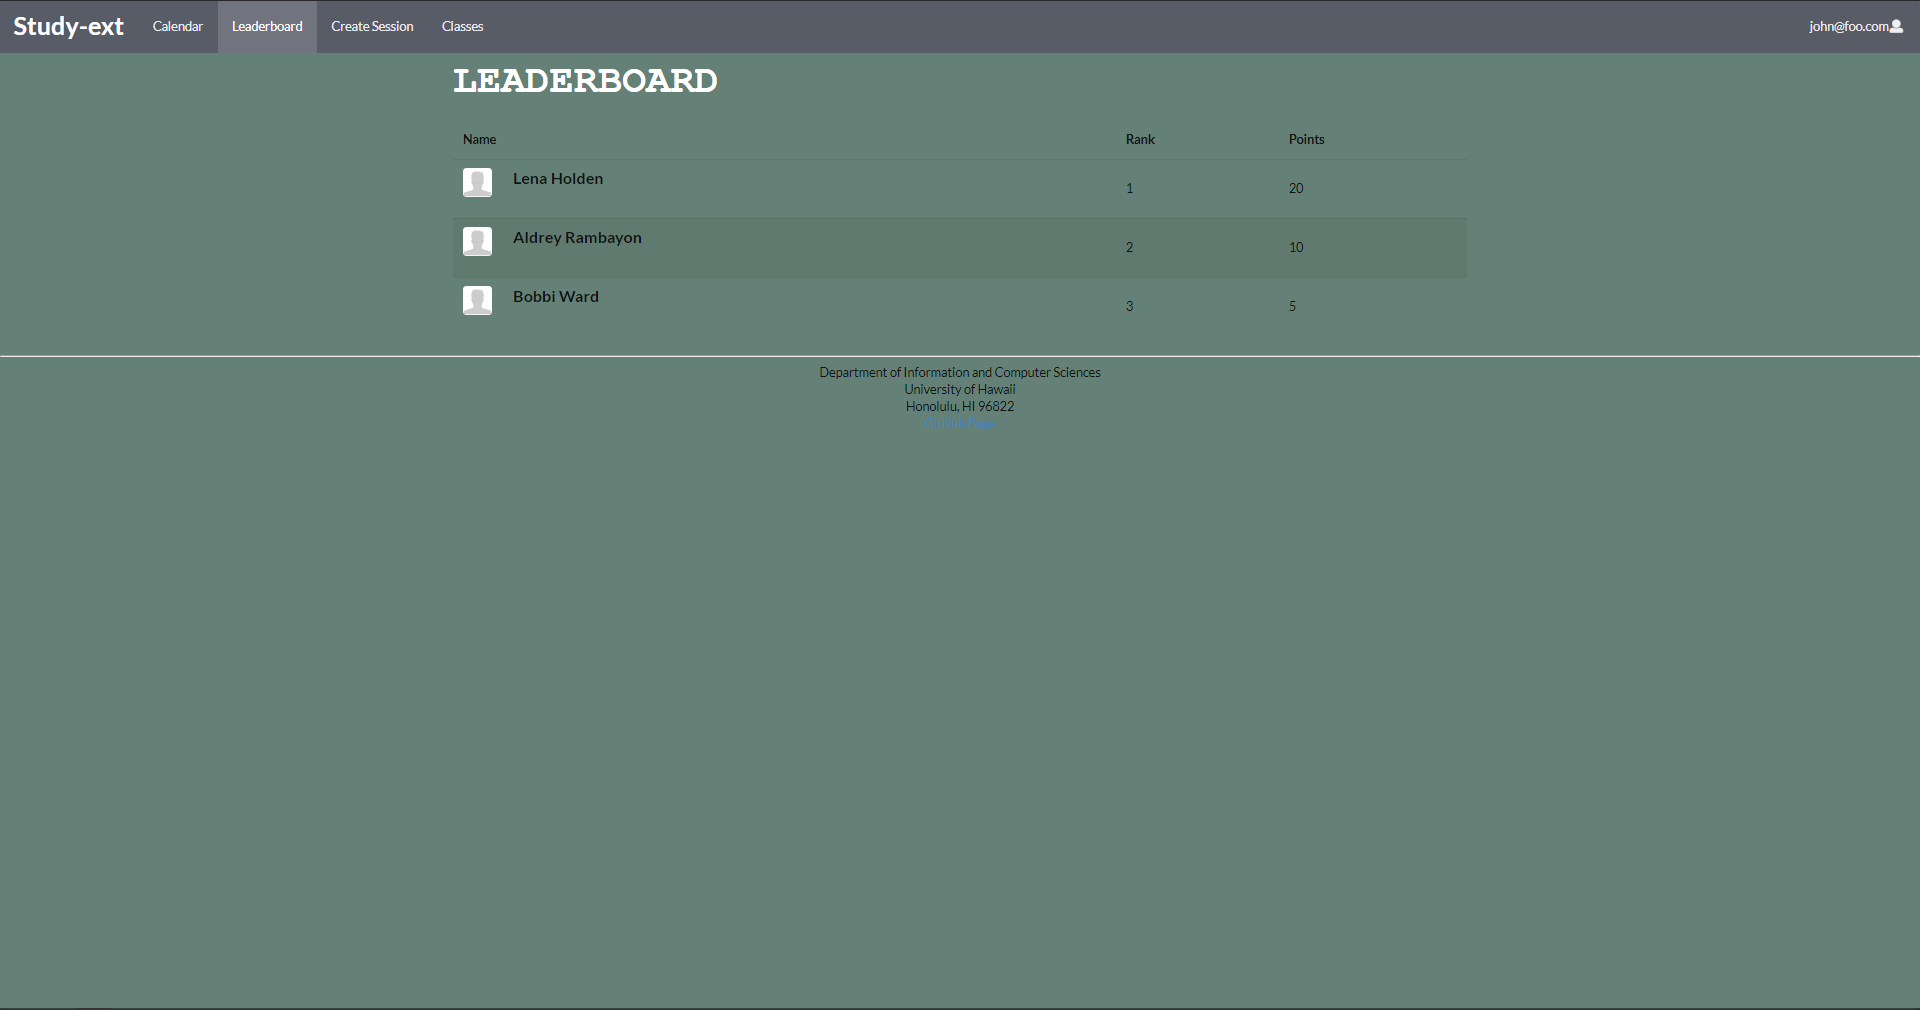 Study-ext Calendar Leaderboard Create Session Classes john@foo.com
LEADERBOARD
Name Rank Points
Lena Holden 1 20
Aldrey Rambayon 2 10
Bobbi Ward 3 5
Department of Information and Computer Sciences
University of Hawaii
Honolulu, HI 96822
GitHub Page